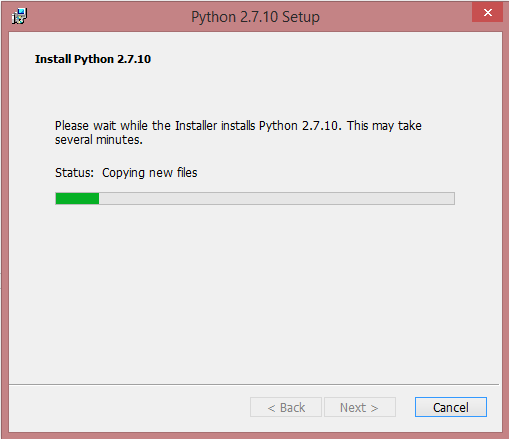 Python 2.7.10 Setup
Install Python 2.7.10
Please wait while the Installer installs Python 2.7.10. This may take
several minutes.
Status: Copying new files
< Back Next > Cancel